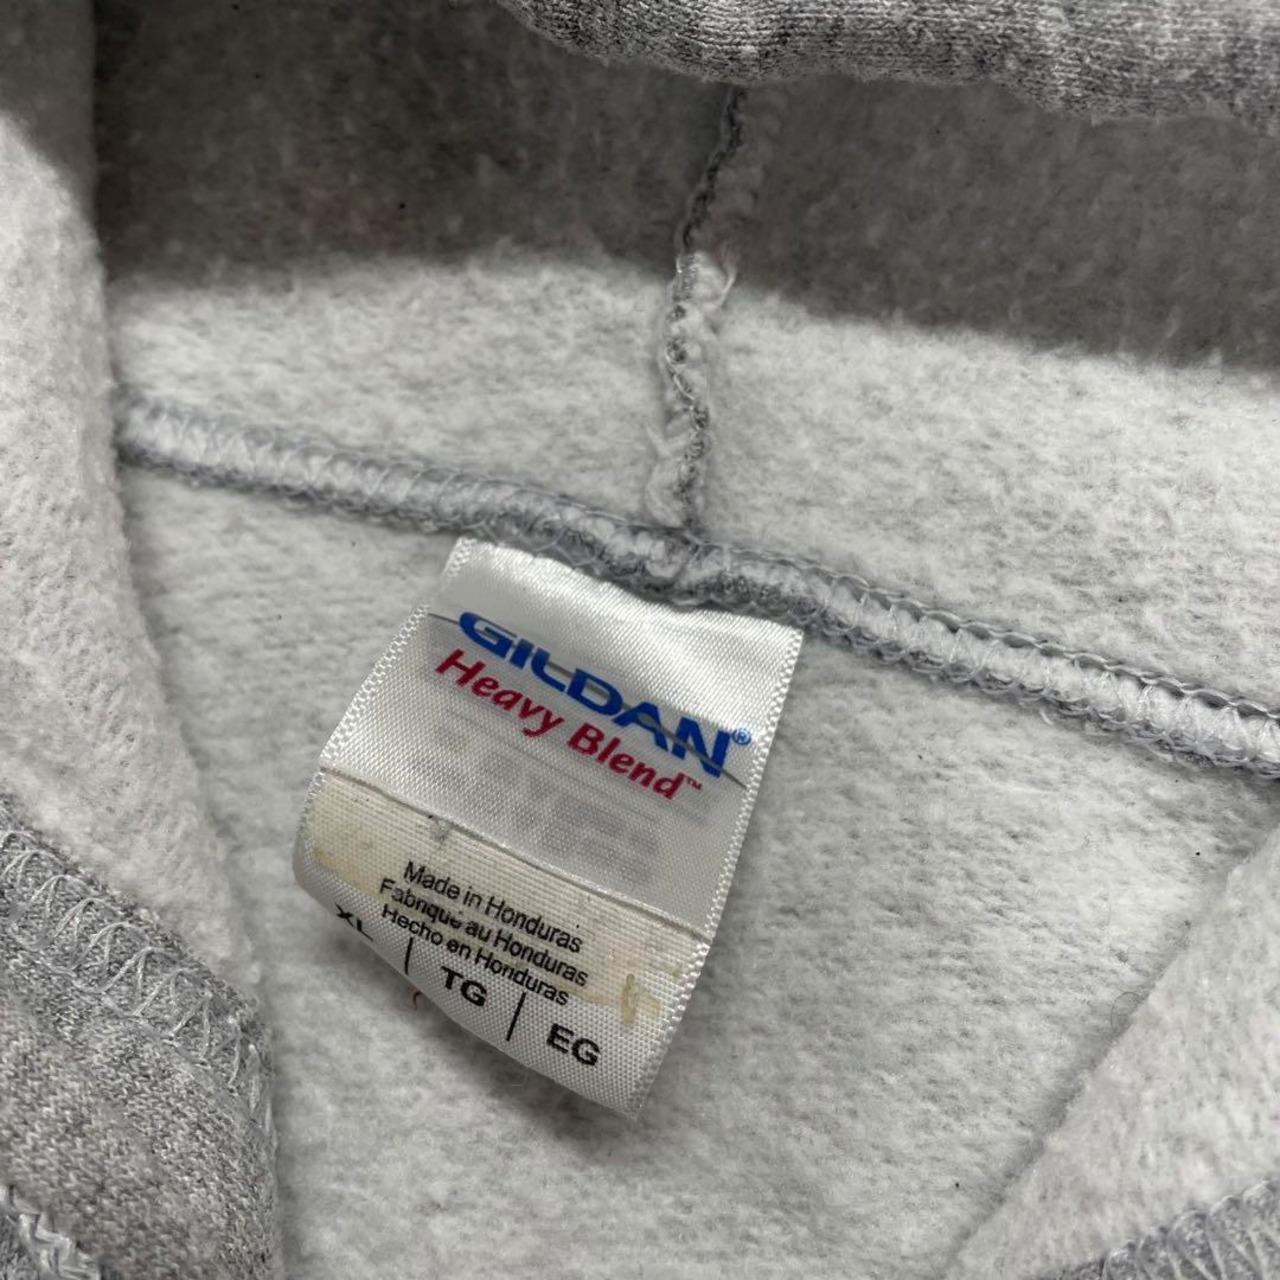 GILDAN®
Heavy Blend™
Made in Honduras
Fabriqué au Honduras
Hecho en Honduras
XL | TG | EG